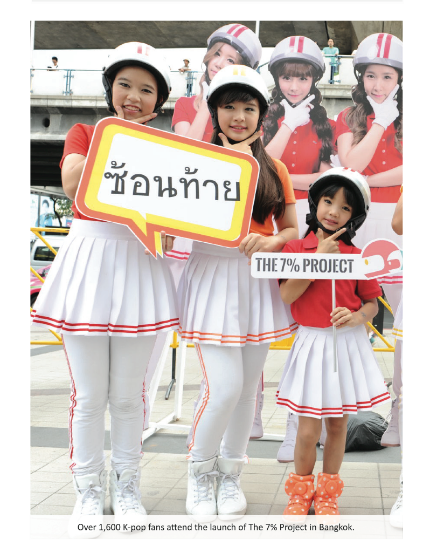 ซ้อนท้าย
THE 7% PROJECT
Over 1,600 K-pop fans attend the launch of The 7% Project in Bangkok.